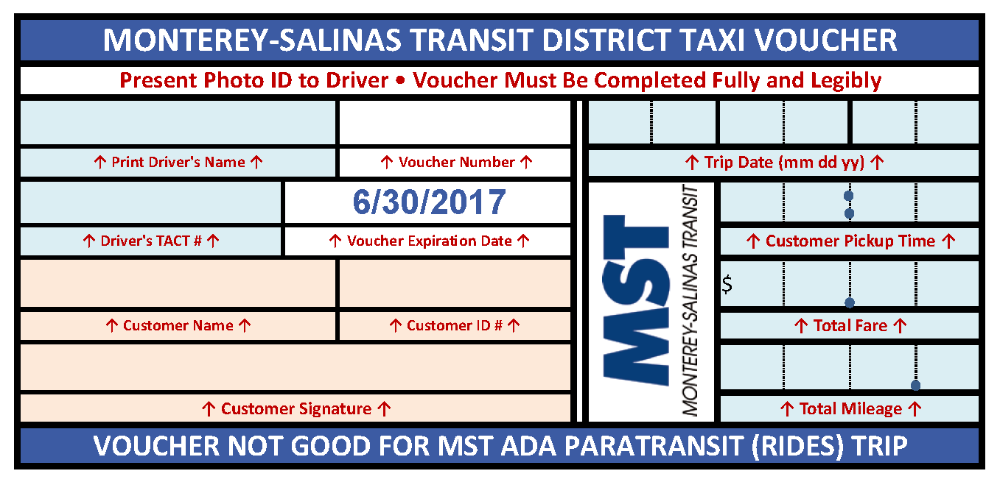 MONTEREY-SALINAS TRANSIT DISTRICT TAXI VOUCHER
Present Photo ID to Driver • Voucher Must Be Completed Fully and Legibly
↑ Print Driver's Name ↑
↑ Voucher Number ↑
↑ Trip Date (mm dd yy) ↑
6/30/2017
↑ Driver's TACT # ↑
↑ Voucher Expiration Date ↑
MST
MONTEREY-SALINAS TRANSIT
↑ Customer Pickup Time ↑
$
↑ Customer Name ↑
↑ Customer ID # ↑
↑ Total Fare ↑
↑ Customer Signature ↑
↑ Total Mileage ↑
VOUCHER NOT GOOD FOR MST ADA PARATRANSIT (RIDES) TRIP